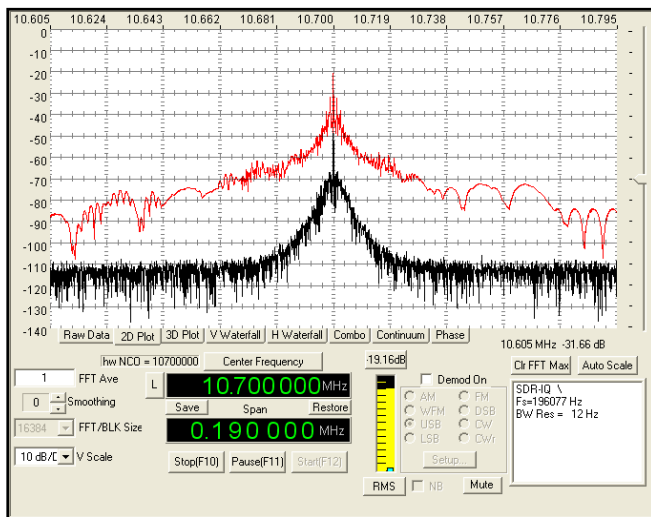 10.605 10.624 10.643 10.662 10.681 10.700 10.719 10.738 10.757 10.776 10.795
0
-10
-20
-30
-40
-50
-60
-70
-80
-90
-100
-110
-120
-130
-140
Raw Data 2D Plot 3D Plot V Waterfall H Waterfall Combo Continuum Phase
10.605 MHz -31.66 dB
hw NCO = 10700000 Center Frequency -19.16dB Clr FFT Max Auto Scale
1 FFT Ave L 10.700 000 MHz Demod On
0 Smoothing Save Span Restore
16384 FFT/BLK Size 0.190 000 MHz
10 dB/D V Scale Stop(F10) Pause(F11) Start(F12)
AM FM
WFM DSB
USB CW
LSB CWr
Setup...
RMS NB Mute
SDR-IQ \
Fs=196077 Hz
BW Res = 12 Hz